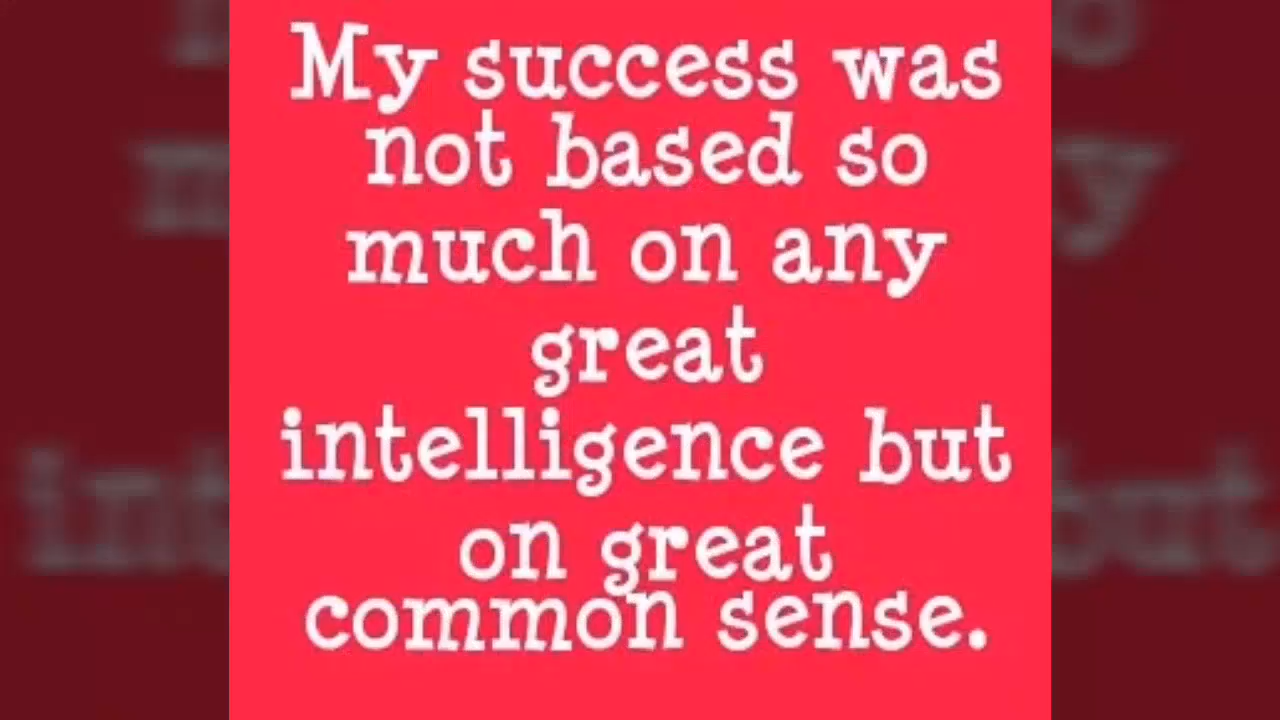 My success was
not based so
much on any
great
intelligence but
on great
common sense.